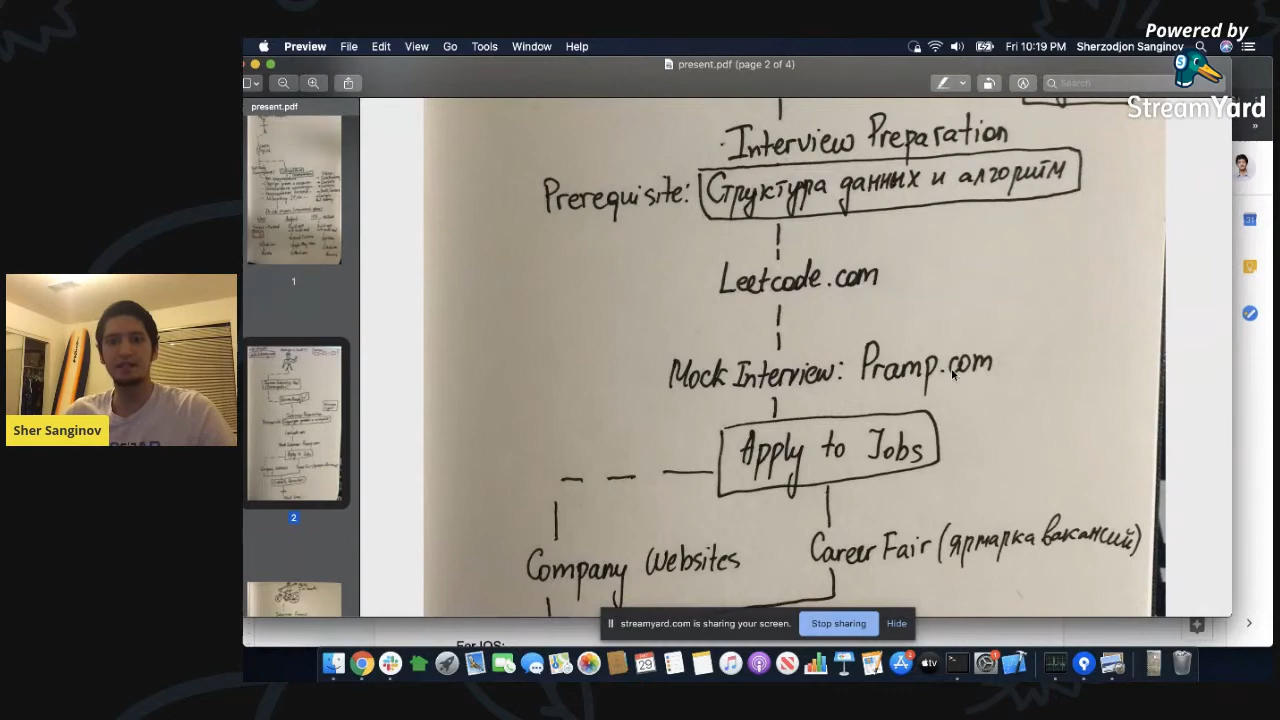 Powered by
StreamYard
Preview File Edit View Go Tools Window Help
Fri 10:19 PM Sherzodjon Sanginov
present.pdf (page 2 of 4)
Search
present.pdf
Interview Preparation
Prerequisite: Структура данных и алгоритм
Leetcode.com
1
Mock Interview: Pramp.com
Sher Sanginov
Apply to Jobs
2
Company Websites
Career Fair (ярмарка вакансий)
streamyard.com is sharing your screen. Stop sharing Hide
For IOS: